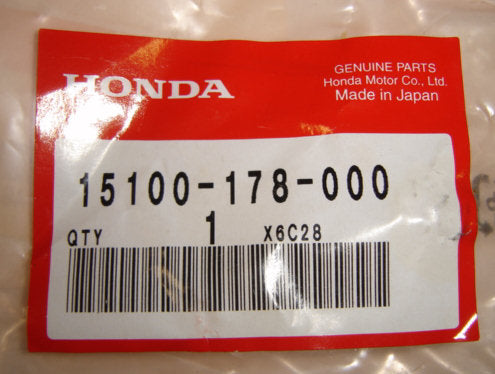 HONDA
GENUINE PARTS
Honda Motor Co., Ltd.
Made in Japan
15100-178-000
QTY 1 X6C28